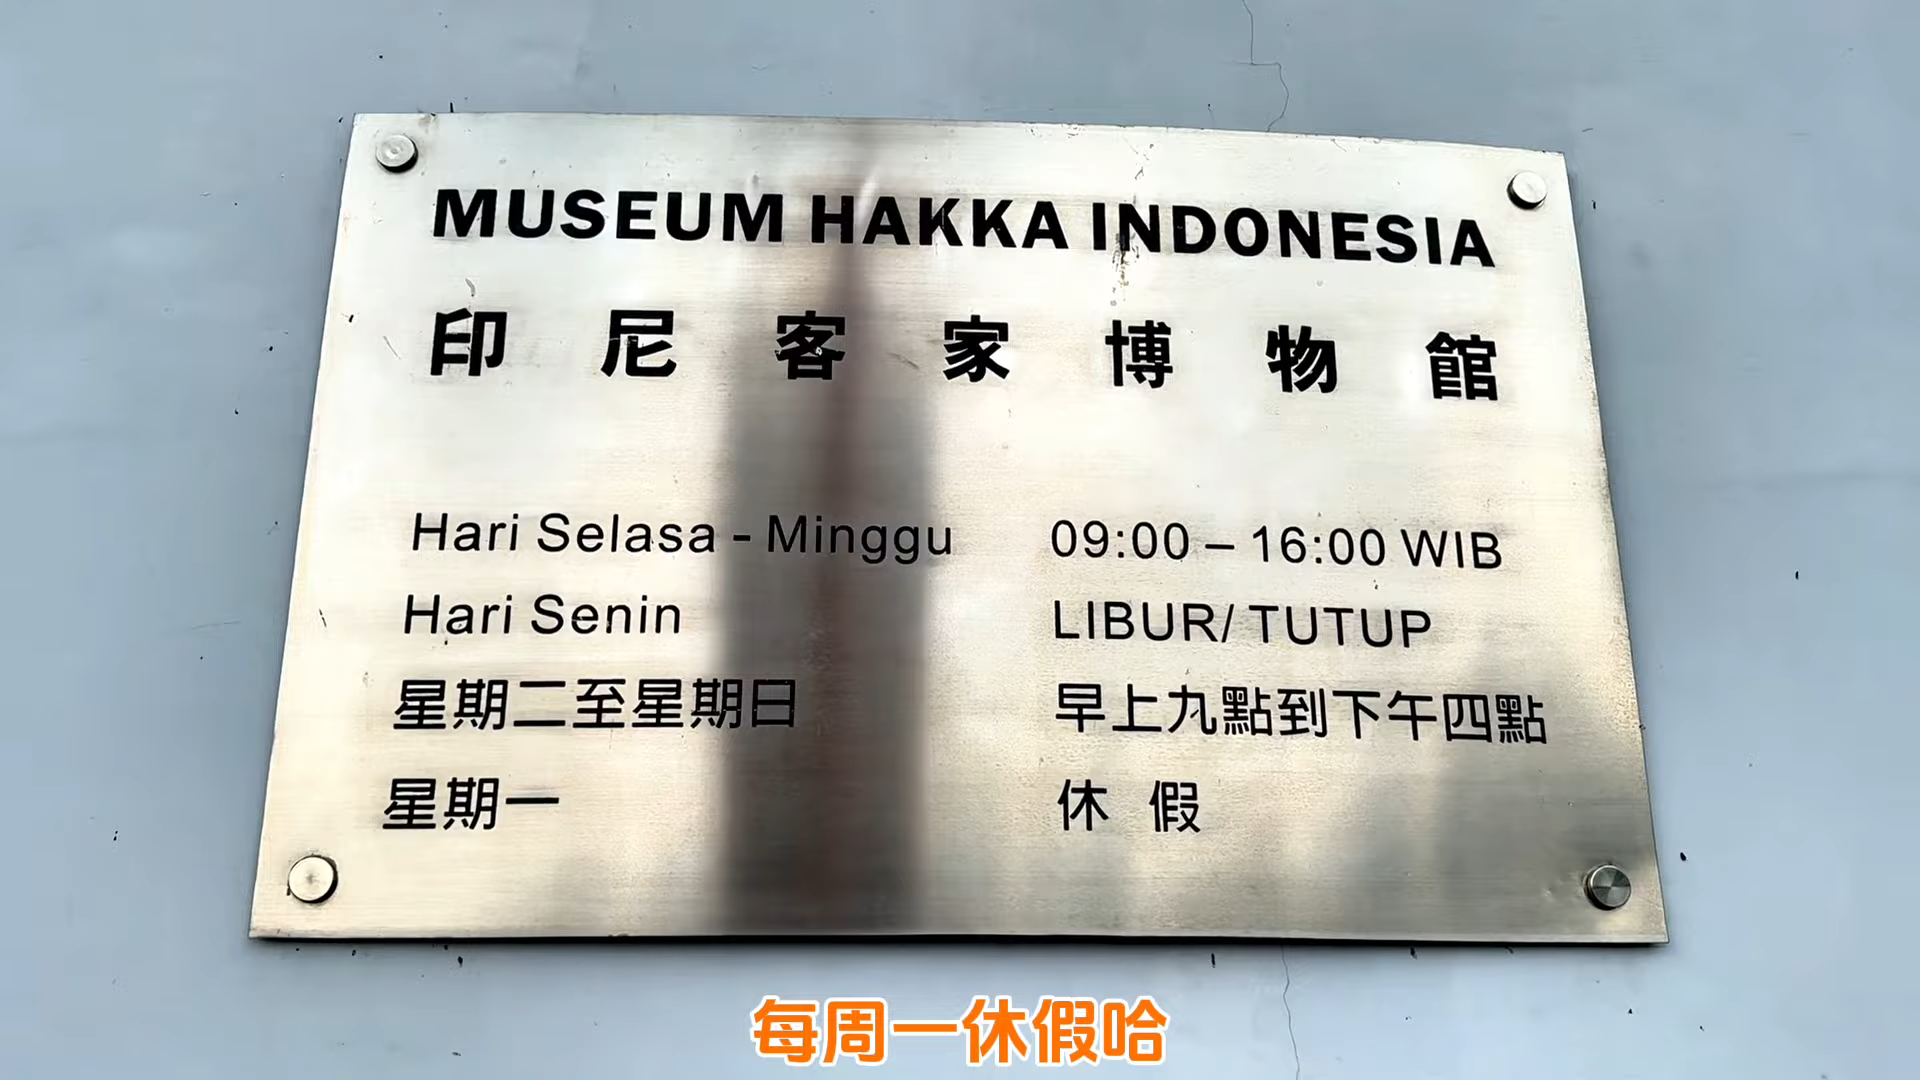 MUSEUM HAKKA INDONESIA
印尼客家博物館
Hari Selasa - Minggu 09:00 – 16:00 WIB
Hari Senin LIBUR/ TUTUP
星期二至星期日 早上九點到下午四點
星期一 休假
每周一休假哈